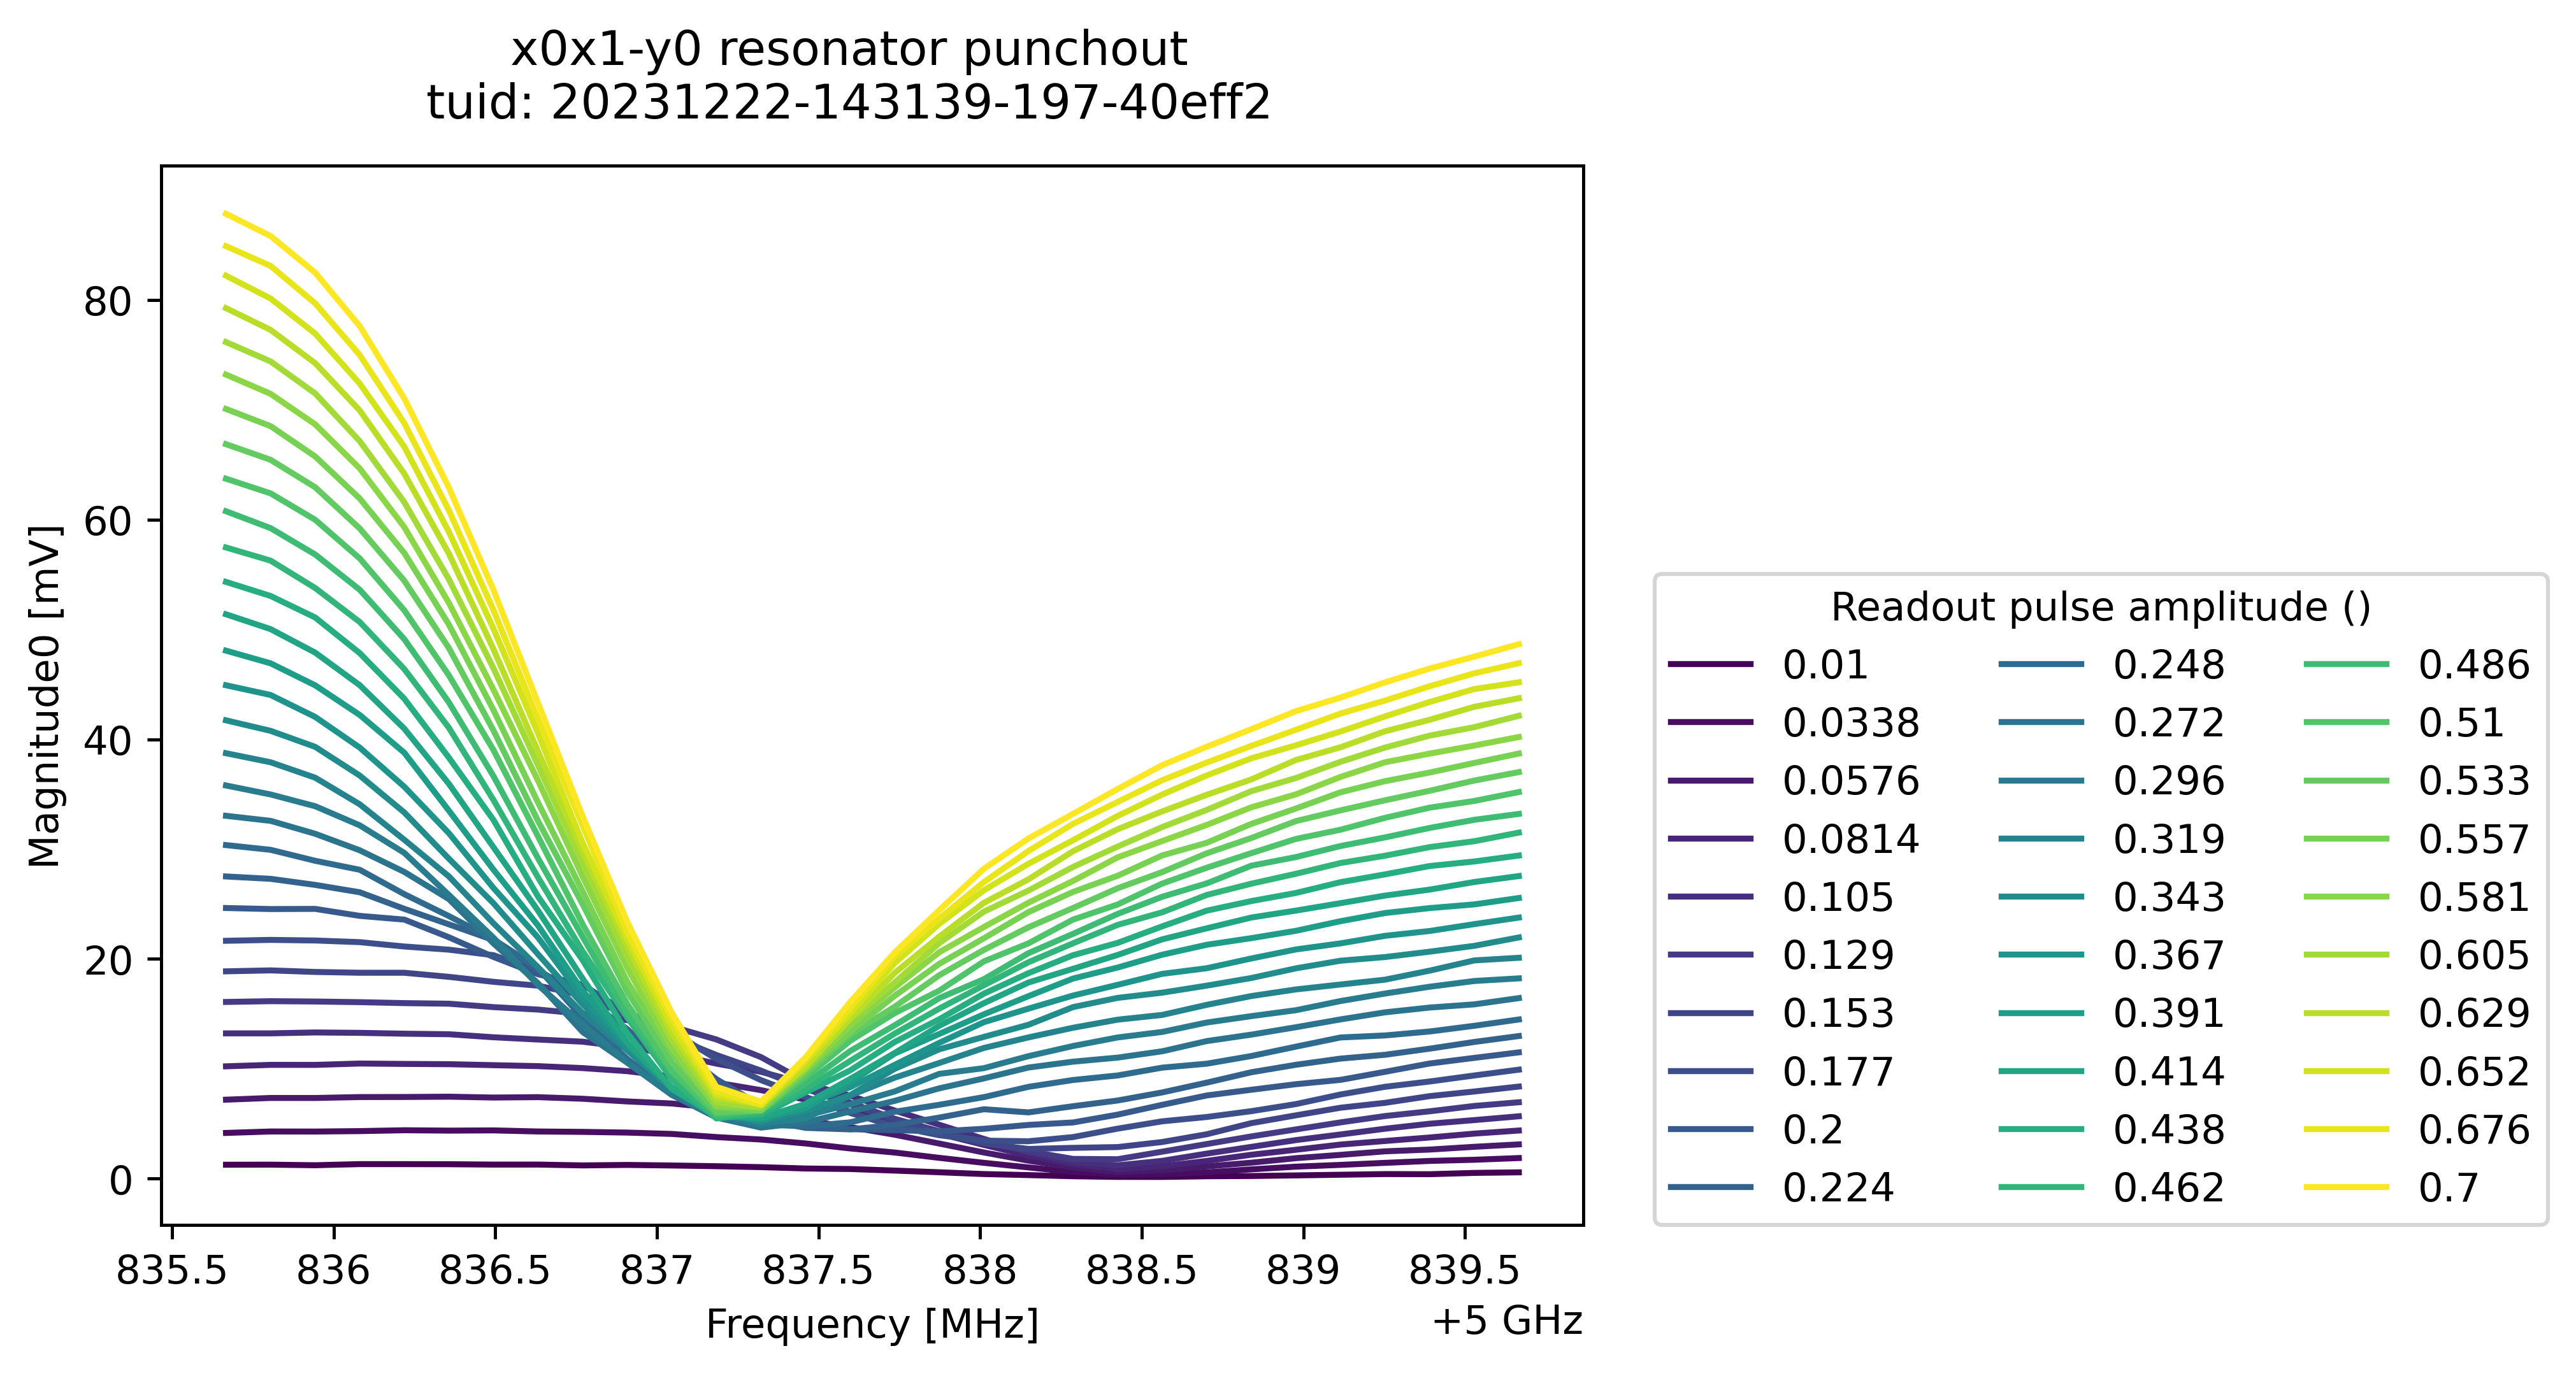 x0x1-y0 resonator punchout
tuid: 20231222-143139-197-40eff2
Magnitude0 [mV]
80
60
40
20
0
835.5 836 836.5 837 837.5 838 838.5 839 839.5
Frequency [MHz]
+5 GHz
Readout pulse amplitude ()
0.01 0.248 0.486
0.0338 0.272 0.51
0.0576 0.296 0.533
0.0814 0.319 0.557
0.105 0.343 0.581
0.129 0.367 0.605
0.153 0.391 0.629
0.177 0.414 0.652
0.2 0.438 0.676
0.224 0.462 0.7